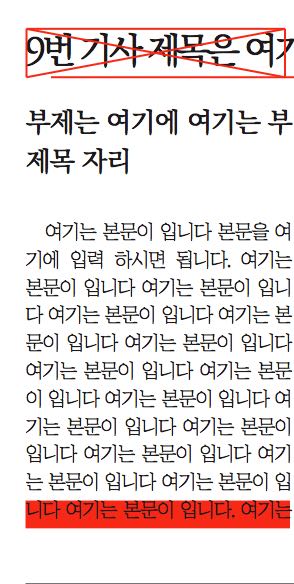 9번 기사 제목은 여기
부제는 여기에 여기는 부
제목 자리
여기는 본문이 입니다 본문을 여
기에 입력 하시면 됩니다. 여기는
본문이 입니다 여기는 본문이 입니
다 여기는 본문이 입니다 여기는 본
문이 입니다 여기는 본문이 입니다
여기는 본문이 입니다 여기는 본문
이 입니다 여기는 본문이 입니다 여
기는 본문이 입니다 여기는 본문이
입니다 여기는 본문이 입니다 여기
는 본문이 입니다 여기는 본문이 입
니다 여기는 본문이 입니다. 여기는